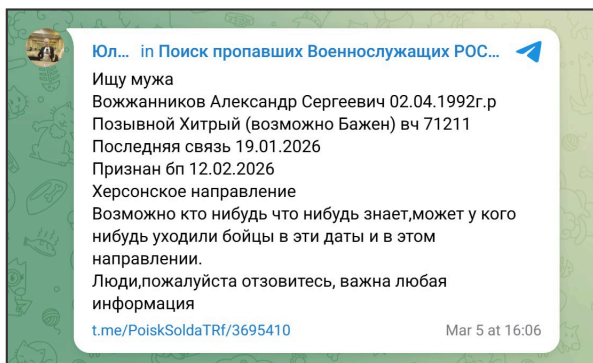 Юл... in Поиск пропавших Военнослужащих РОС...
Ищу мужа
Вожжанников Александр Сергеевич 02.04.1992г.р
Позывной Хитрый (возможно Бажен) вч 71211
Последняя связь 19.01.2026
Признан бп 12.02.2026
Херсонское направление
Возможно кто нибудь что нибудь знает,может у кого
нибудь уходили бойцы в эти даты и в этом
направлении.
Люди,пожалуйста отзовитесь, важна любая
информация
t.me/PoiskSoldaTRf/3695410 Mar 5 at 16:06